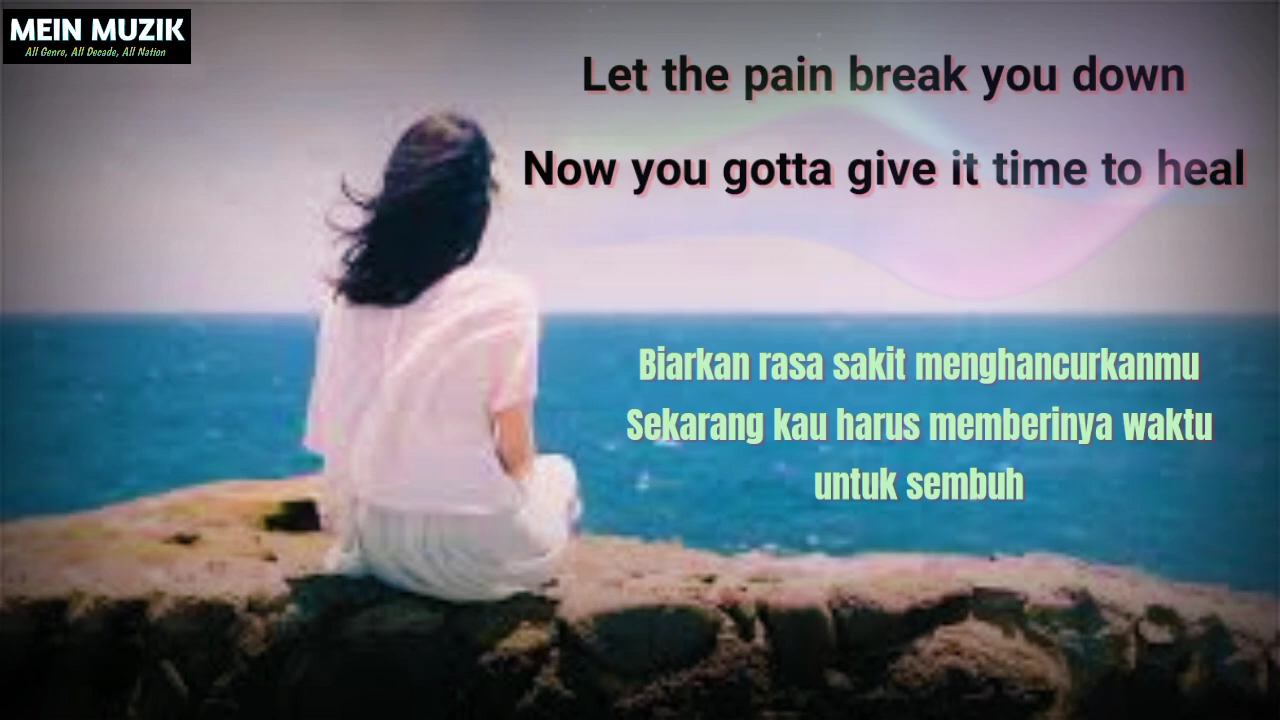 MEIN MUZIK
All Genre, All Decade, All Nation
Let the pain break you down
Now you gotta give it time to heal
Biarkan rasa sakit menghancurkanmu
Sekarang kau harus memberinya waktu
untuk sembuh